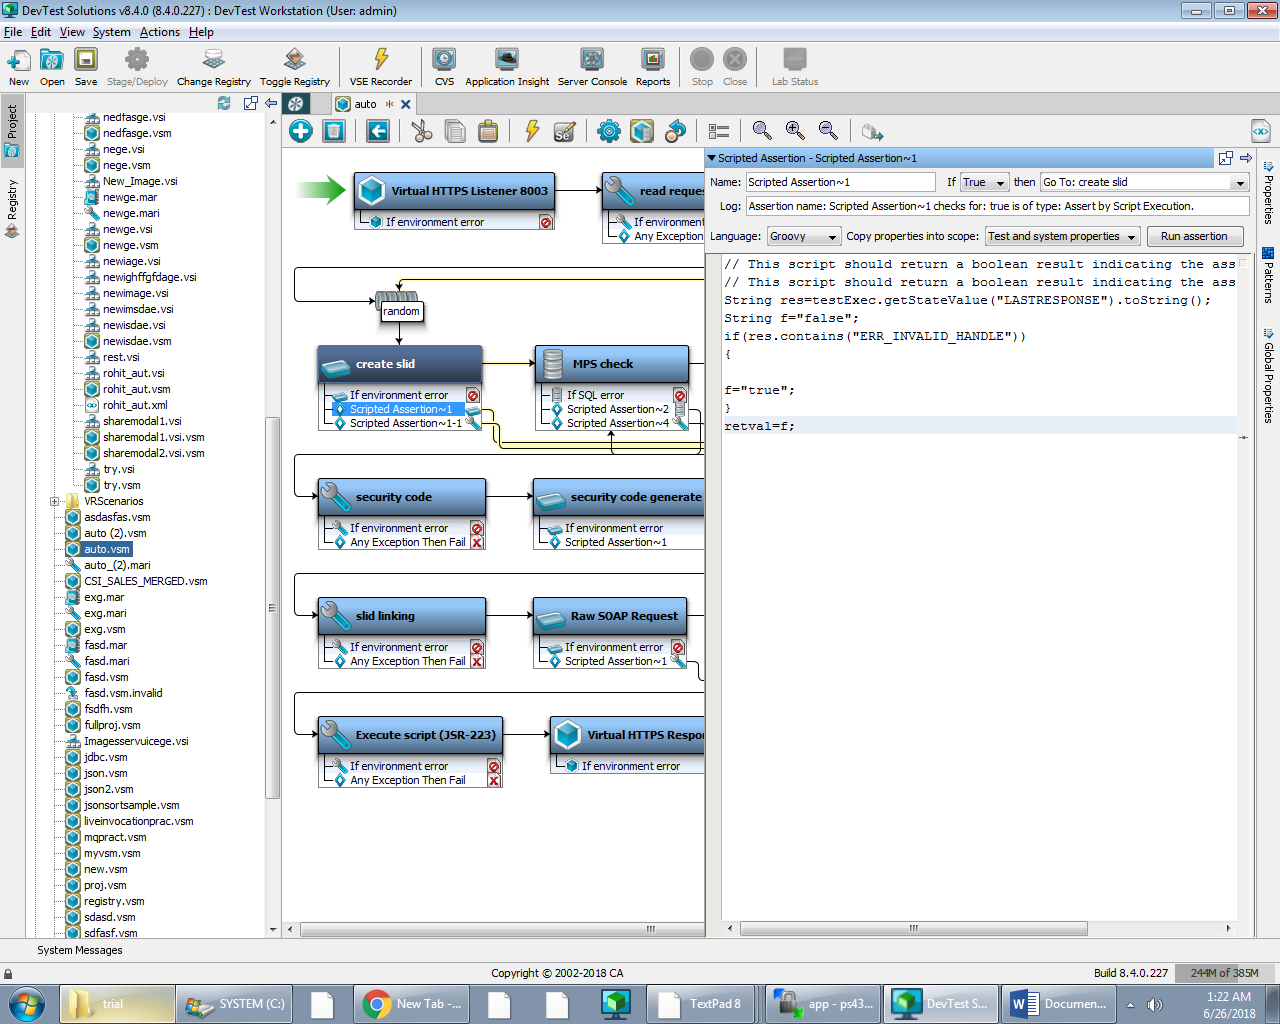 DevTest Solutions v8.4.0 (8.4.0.227) : DevTest Workstation (User: admin)
File Edit View System Actions Help
New Open Save Stage/Deploy Change Registry Toggle Registry VSE Recorder CVS Application Insight Server Console Reports Stop Close Lab Status
Project
Registry
nedfasge.vsi
nedfasge.vsm
nege.vsi
nege.vsm
New_Image.vsi
newge.mar
newge.mari
newge.vsi
newge.vsm
newiage.vsi
newighffgfdage.vsi
newimage.vsi
newimsdae.vsi
newisdae.vsi
newisdae.vsm
rest.vsi
rohit_aut.vsi
rohit_aut.vsm
rohit_aut.xml
sharemodal1.vsi
sharemodal1.vsi.vsm
sharemodal2.vsi.vsm
try.vsi
try.vsm
VRScenarios
asdasfas.vsm
auto (2).vsm
auto.vsm
auto_(2).mari
CSI_SALES_MERGED.vsm
exg.mar
exg.mari
exg.vsm
fasd.mar
fasd.mari
fasd.vsm
fasd.vsm.invalid
fsdfh.vsm
fullproj.vsm
Imagesservuicege.vsi
jdbc.vsm
json.vsm
json2.vsm
jsonsortsample.vsm
liveinvocationprac.vsm
mqpract.vsm
myvsm.vsm
new.vsm
proj.vsm
registry.vsm
sdasd.vsm
sdfasf.vsm
auto
Virtual HTTPS Listener 8003
If environment error
read reque
If environmen
Any Exception
random
create slid
If environment error
Scripted Assertion~1
Scripted Assertion~1-1
MPS check
If SQL error
Scripted Assertion~2
Scripted Assertion~4
security code
If environment error
Any Exception Then Fail
security code generate
If environment error
Scripted Assertion~1
slid linking
If environment error
Any Exception Then Fail
Raw SOAP Request
If environment error
Scripted Assertion~1
Execute script (JSR-223)
If environment error
Any Exception Then Fail
Virtual HTTPS Respo
If environment error
Scripted Assertion - Scripted Assertion~1
Name: Scripted Assertion~1 If True then Go To: create slid
Log: Assertion name: Scripted Assertion~1 checks for: true is of type: Assert by Script Execution.
Language: Groovy Copy properties into scope: Test and system properties Run assertion
// This script should return a boolean result indicating the ass
// This script should return a boolean result indicating the ass
String res=testExec.getStateValue("LASTRESPONSE").toString();
String f="false";
if(res.contains("ERR_INVALID_HANDLE"))
{
f="true";
}
retval=f;
Properties
Patterns
Global Properties
System Messages
Copyright © 2002-2018 CA
Build 8.4.0.227
244M of 385M
trial
SYSTEM (C:)
New Tab -...
TextPad 8
app - ps43...
DevTest S...
Documen...
1:22 AM
6/26/2018